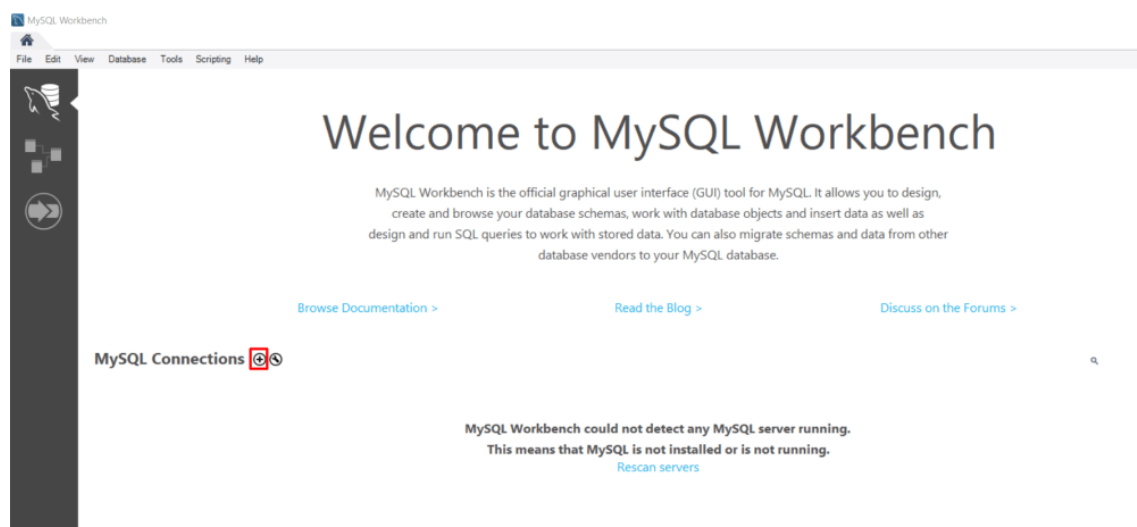 MySQL Workbench
File Edit View Database Tools Scripting Help
Welcome to MySQL Workbench
MySQL Workbench is the official graphical user interface (GUI) tool for MySQL. It allows you to design,
create and browse your database schemas, work with database objects and insert data as well as
design and run SQL queries to work with stored data. You can also migrate schemas and data from other
database vendors to your MySQL database.
Browse Documentation > Read the Blog > Discuss on the Forums >
MySQL Connections
MySQL Workbench could not detect any MySQL server running.
This means that MySQL is not installed or is not running.
Rescan servers